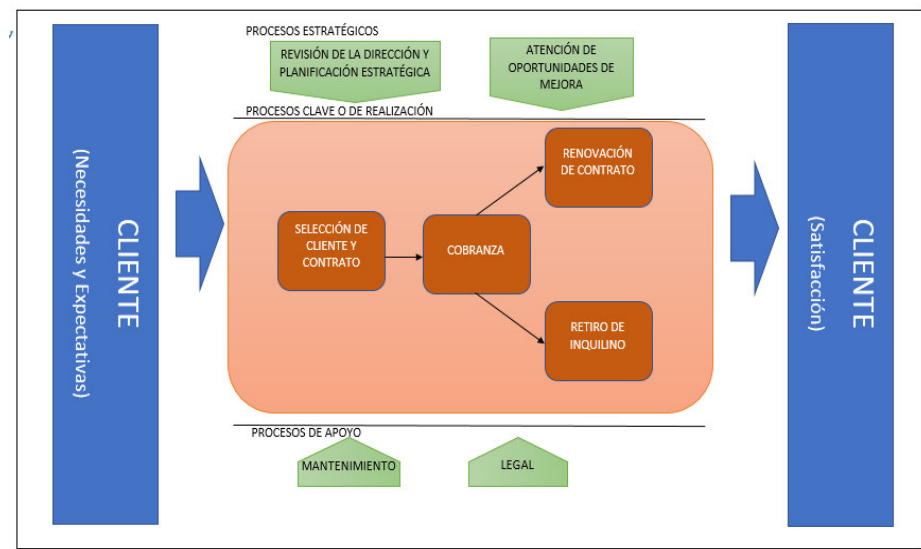 PROCESOS ESTRATÉGICOS
REVISIÓN DE LA DIRECCIÓN Y
PLANIFICACIÓN ESTRATÉGICA
ATENCIÓN DE
OPORTUNIDADES DE
MEJORA
PROCESOS CLAVE O DE REALIZACIÓN
CLIENTE
(Necesidades y Expectativas)
SELECCIÓN DE
CLIENTE Y
CONTRATO
COBRANZA
RENOVACIÓN
DE CONTRATO
RETIRO DE
INQUILINO
CLIENTE
(Satisfacción)
PROCESOS DE APOYO
MANTENIMIENTO
LEGAL